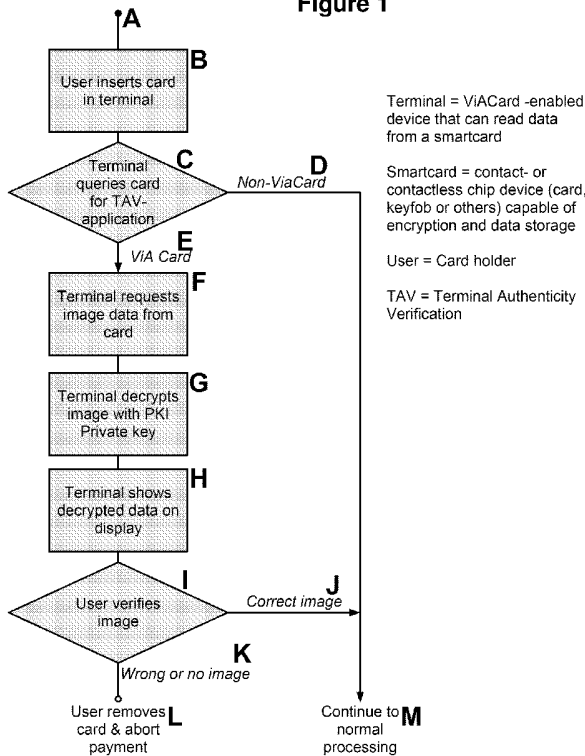 Figure 1
A
B
User inserts card
in terminal
C
Terminal
queries card
for TAV-
application
D
Non-ViaCard
E
ViA Card
F
Terminal requests
image data from
card
G
Terminal decrypts
image with PKI
Private key
H
Terminal shows
decrypted data on
display
I
User verifies
image
J
Correct image
K
Wrong or no image
User removes
card & abort
payment
L
Continue to
normal
processing
M
Terminal = ViACard -enabled
device that can read data
from a smartcard
Smartcard = contact- or
contactless chip device (card,
keyfob or others) capable of
encryption and data storage
User = Card holder
TAV = Terminal Authenticity
Verification